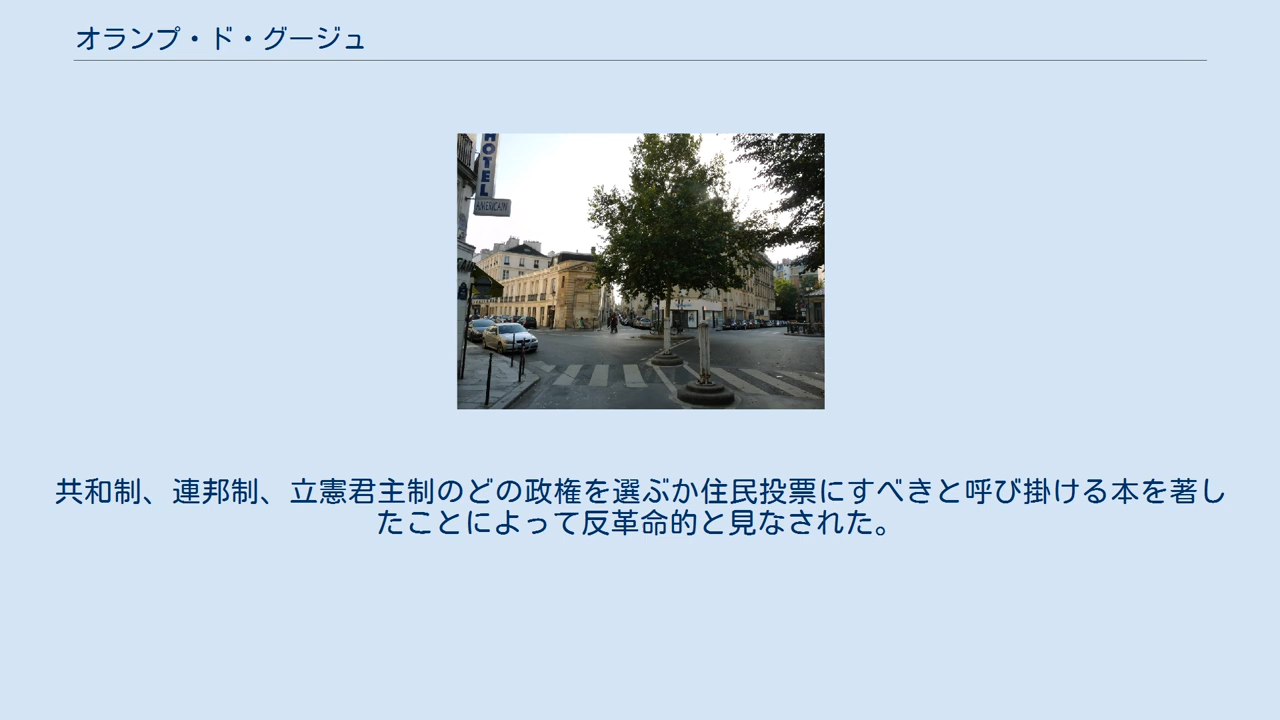 オランプ・ド・グージュ
HOTEL
AMERICAIN
共和制、連邦制、立憲君主制のどの政権を選ぶか住民投票にすべきと呼び掛ける本を著し
たことによって反革命的と見なされた。